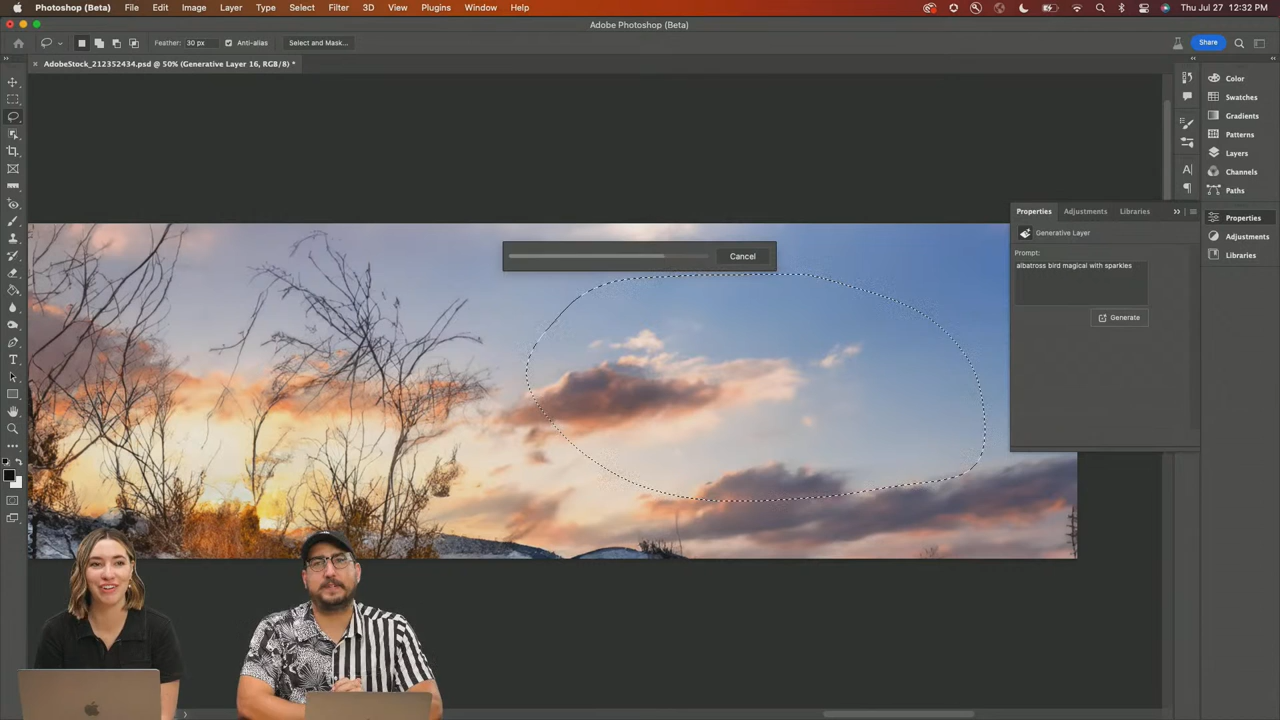 Photoshop (Beta) File Edit Image Layer Type Select Filter 3D View Plugins Window Help Thu Jul 27 12:32 PM
Adobe Photoshop (Beta)
Feather: 30 px Anti-alias Select and Mask... Share
AdobeStock_212352434.psd @ 50% (Generative Layer 16, RGB/8) *
Color
Swatches
Gradients
Patterns
Layers
Channels
Paths
Properties
Adjustments
Libraries
Properties Adjustments Libraries
Generative Layer
Prompt:
albatross bird magical with sparkles
Generate
Cancel